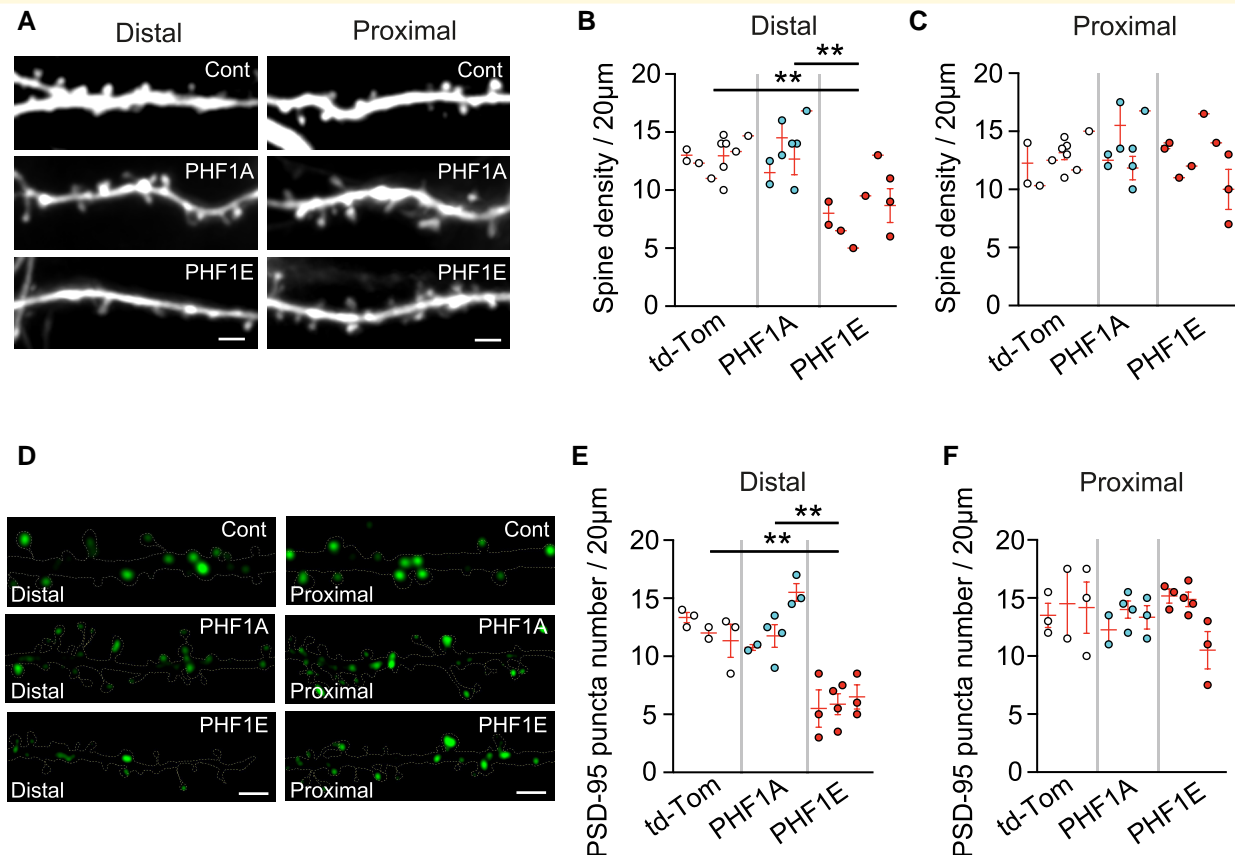 A
Distal
Proximal
Cont
Cont
PHF1A
PHF1A
PHF1E
PHF1E
B
Distal
**
**
Spine density / 20µm
20
15
10
5
0
td-Tom
PHF1A
PHF1E
C
Proximal
Spine density / 20µm
20
15
10
5
0
td-Tom
PHF1A
PHF1E
D
Cont
Distal
Cont
Proximal
PHF1A
Distal
PHF1A
Proximal
PHF1E
Distal
PHF1E
Proximal
E
Distal
**
**
PSD-95 puncta number / 20µm
20
15
10
5
0
td-Tom
PHF1A
PHF1E
F
Proximal
PSD-95 puncta number / 20µm
20
15
10
5
0
td-Tom
PHF1A
PHF1E